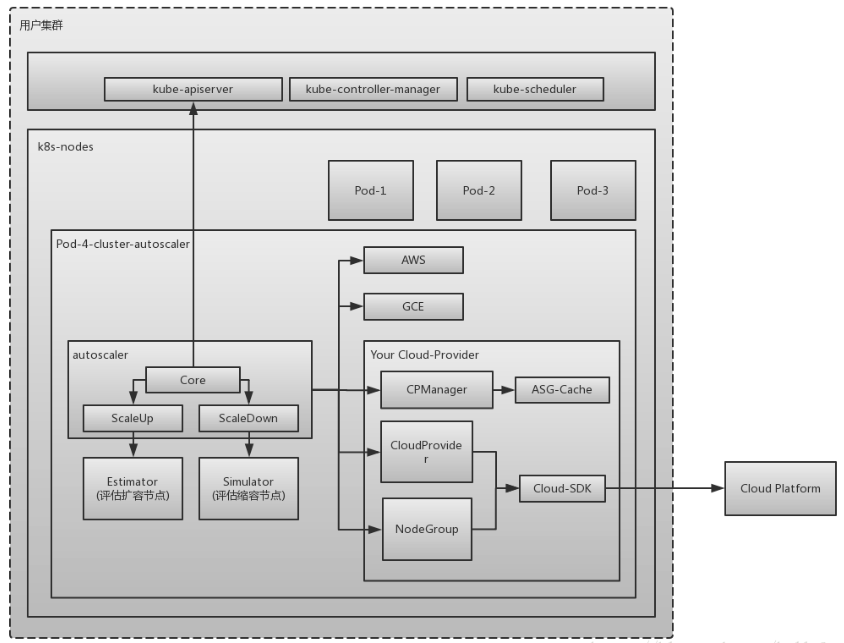 用户集群
kube-apiserver
kube-controller-manager
kube-scheduler
k8s-nodes
Pod-1
Pod-2
Pod-3
Pod-4-cluster-autoscaler
AWS
GCE
autoscaler
Core
ScaleUp
ScaleDown
Estimator
(评估扩容节点)
Simulator
(评估缩容节点)
Your Cloud-Provider
CPManager
ASG-Cache
CloudProvide
r
Cloud-SDK
NodeGroup
Cloud Platform